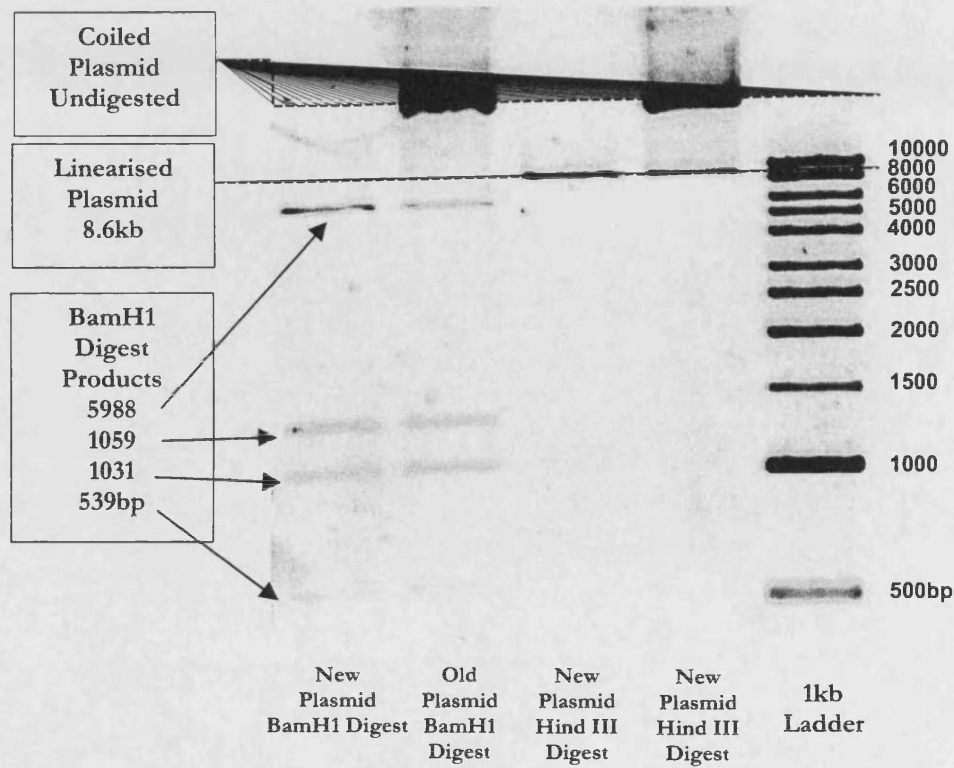 Coiled
Plasmid
Undigested
Linearised
Plasmid
8.6kb
BamH1
Digest
Products
5988
1059
1031
539bp
10000
8000
6000
5000
4000
3000
2500
2000
1500
1000
500bp
New
Plasmid
BamH1 Digest
Old
Plasmid
BamH1
Digest
New
Plasmid
Hind III
Digest
New
Plasmid
Hind III
Digest
1kb
Ladder